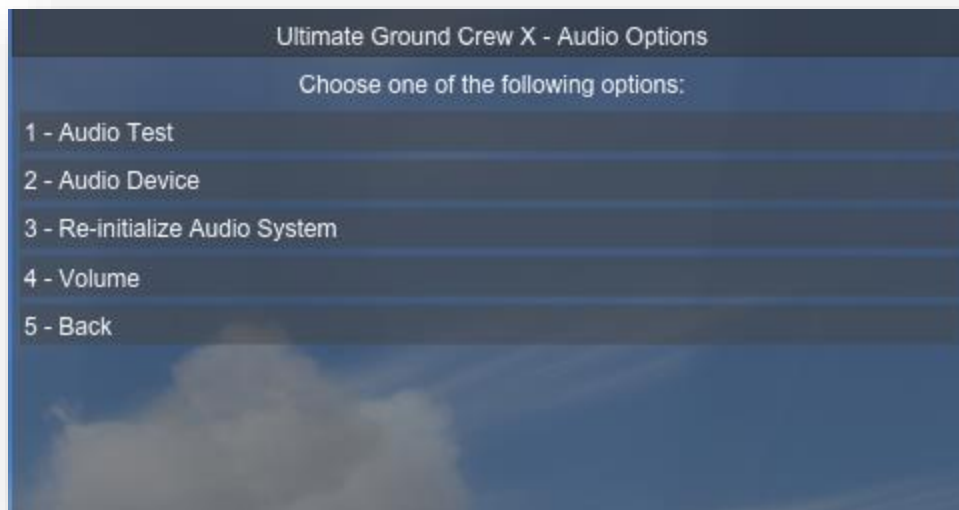 Ultimate Ground Crew X - Audio Options
Choose one of the following options:
1 - Audio Test
2 - Audio Device
3 - Re-initialize Audio System
4 - Volume
5 - Back